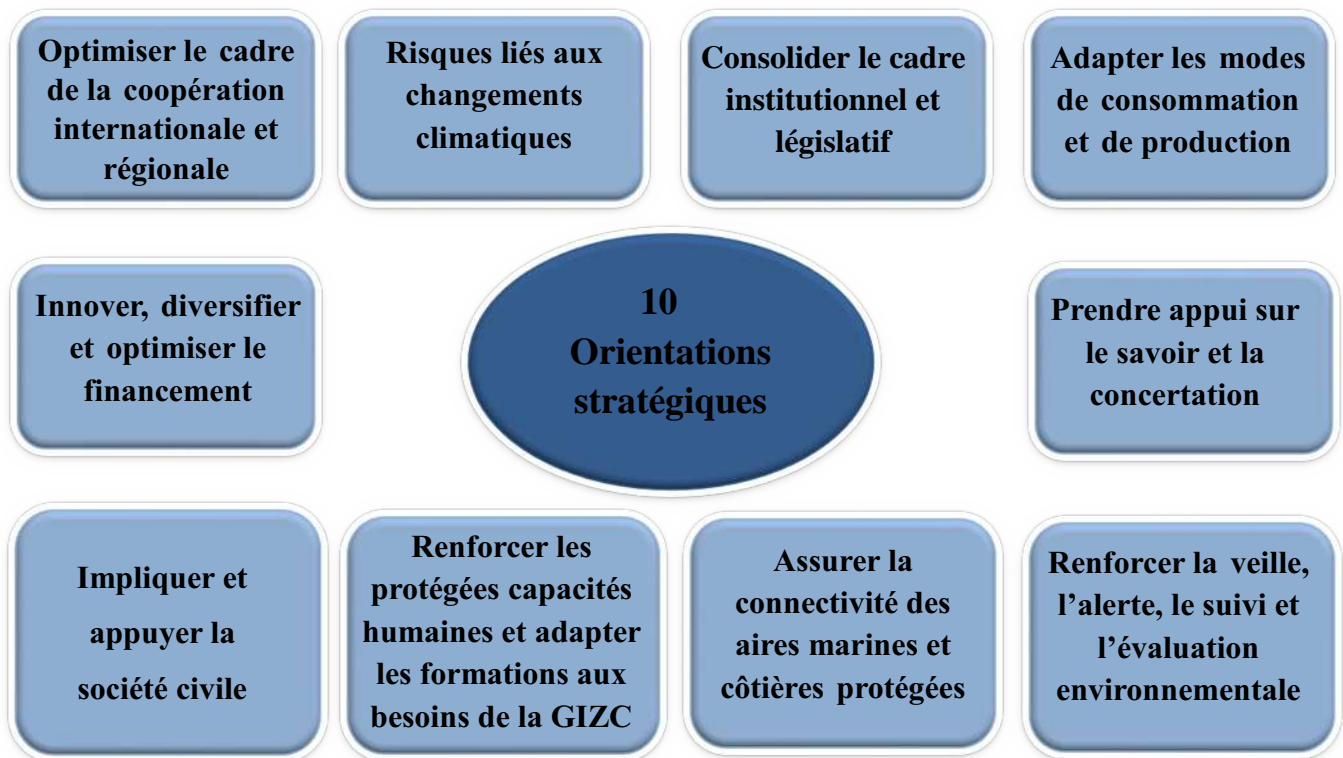 Optimiser le cadre
de la coopération
internationale et
régionale
Risques liés aux
changements
climatiques
Consolider le cadre
institutionnel et
législatif
Adapter les modes
de consommation
et de production
Innover, diversifier
et optimiser le
financement
10
Orientations
stratégiques
Prendre appui sur
le savoir et la
concertation
Impliquer et
appuyer la
société civile
Renforcer les
protégées capacités
humaines et adapter
les formations aux
besoins de la GIZC
Assurer la
connectivité des
aires marines et
côtières protégées
Renforcer la veille,
l’alerte, le suivi et
l’évaluation
environnementale